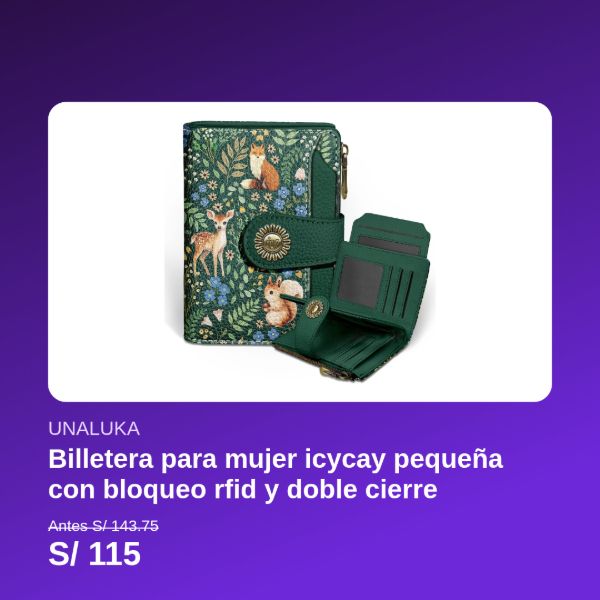 UNALUKA
Billetera para mujer icycay pequeña
con bloqueo rfid y doble cierre
Antes S/ 143.75
S/ 115